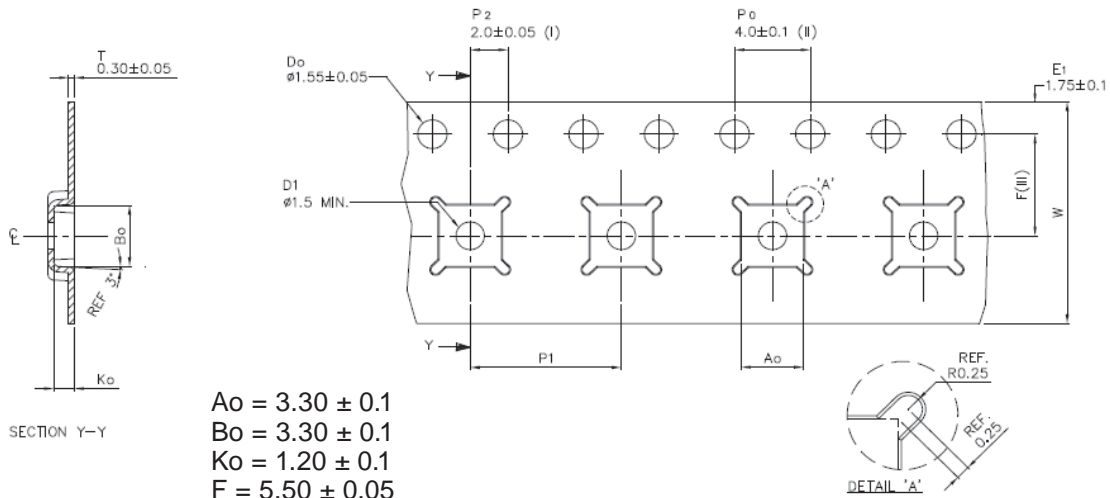 P2
2.0±0.05 (I)
Po
4.0±0.1 (II)
T
0.30±0.05
Do
ø1.55±0.05
Y
E1
1.75±0.1
D1
ø1.5 MIN.
'A'
F(III)
W
Bo
REF 3°
Ko
Y
P1
Ao
REF.
R0.25
REF.
0.25
SECTION Y-Y
DETAIL 'A'
Ao = 3.30 ± 0.1
Bo = 3.30 ± 0.1
Ko = 1.20 ± 0.1
F = 5.50 ± 0.05